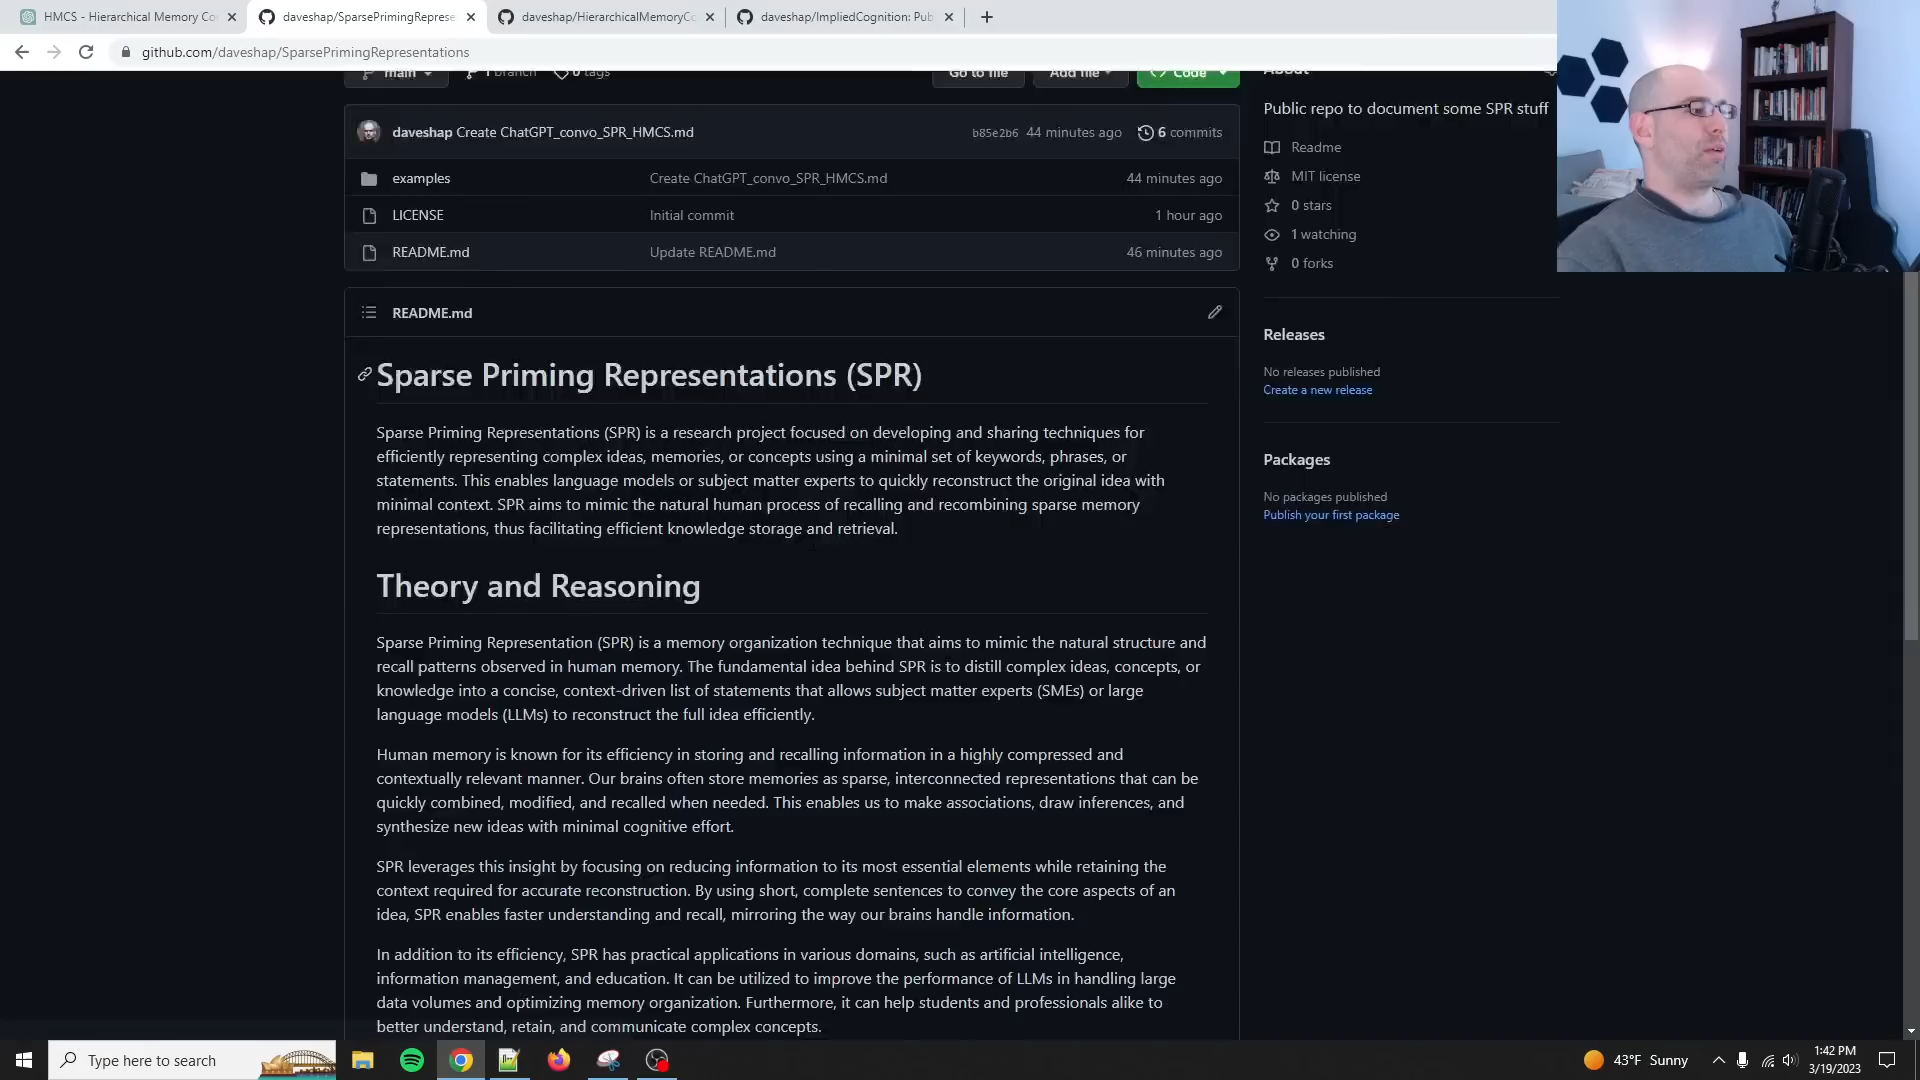 HMCS - Hierarchical Memory Co
daveshap/SparsePrimingReprese
daveshap/HierarchicalMemoryCo
daveshap/ImpliedCognition: Pub
github.com/daveshap/SparsePrimingRepresentations
main
1 branch
0 tags
Go to file
Add file
Code
About
daveshap Create ChatGPT_convo_SPR_HMCS.md
b85e2b6 44 minutes ago
6 commits
examples
Create ChatGPT_convo_SPR_HMCS.md
44 minutes ago
LICENSE
Initial commit
1 hour ago
README.md
Update README.md
46 minutes ago
Public repo to document some SPR stuff
Readme
MIT license
0 stars
1 watching
0 forks
Releases
No releases published
Create a new release
Packages
No packages published
Publish your first package
README.md
Sparse Priming Representations (SPR)
Sparse Priming Representations (SPR) is a research project focused on developing and sharing techniques for
efficiently representing complex ideas, memories, or concepts using a minimal set of keywords, phrases, or
statements. This enables language models or subject matter experts to quickly reconstruct the original idea with
minimal context. SPR aims to mimic the natural human process of recalling and recombining sparse memory
representations, thus facilitating efficient knowledge storage and retrieval.
Theory and Reasoning
Sparse Priming Representation (SPR) is a memory organization technique that aims to mimic the natural structure and
recall patterns observed in human memory. The fundamental idea behind SPR is to distill complex ideas, concepts, or
knowledge into a concise, context-driven list of statements that allows subject matter experts (SMEs) or large
language models (LLMs) to reconstruct the full idea efficiently.
Human memory is known for its efficiency in storing and recalling information in a highly compressed and
contextually relevant manner. Our brains often store memories as sparse, interconnected representations that can be
quickly combined, modified, and recalled when needed. This enables us to make associations, draw inferences, and
synthesize new ideas with minimal cognitive effort.
SPR leverages this insight by focusing on reducing information to its most essential elements while retaining the
context required for accurate reconstruction. By using short, complete sentences to convey the core aspects of an
idea, SPR enables faster understanding and recall, mirroring the way our brains handle information.
In addition to its efficiency, SPR has practical applications in various domains, such as artificial intelligence,
information management, and education. It can be utilized to improve the performance of LLMs in handling large
data volumes and optimizing memory organization. Furthermore, it can help students and professionals alike to
better understand, retain, and communicate complex concepts.
Type here to search
43°F Sunny
1:42 PM
3/19/2023